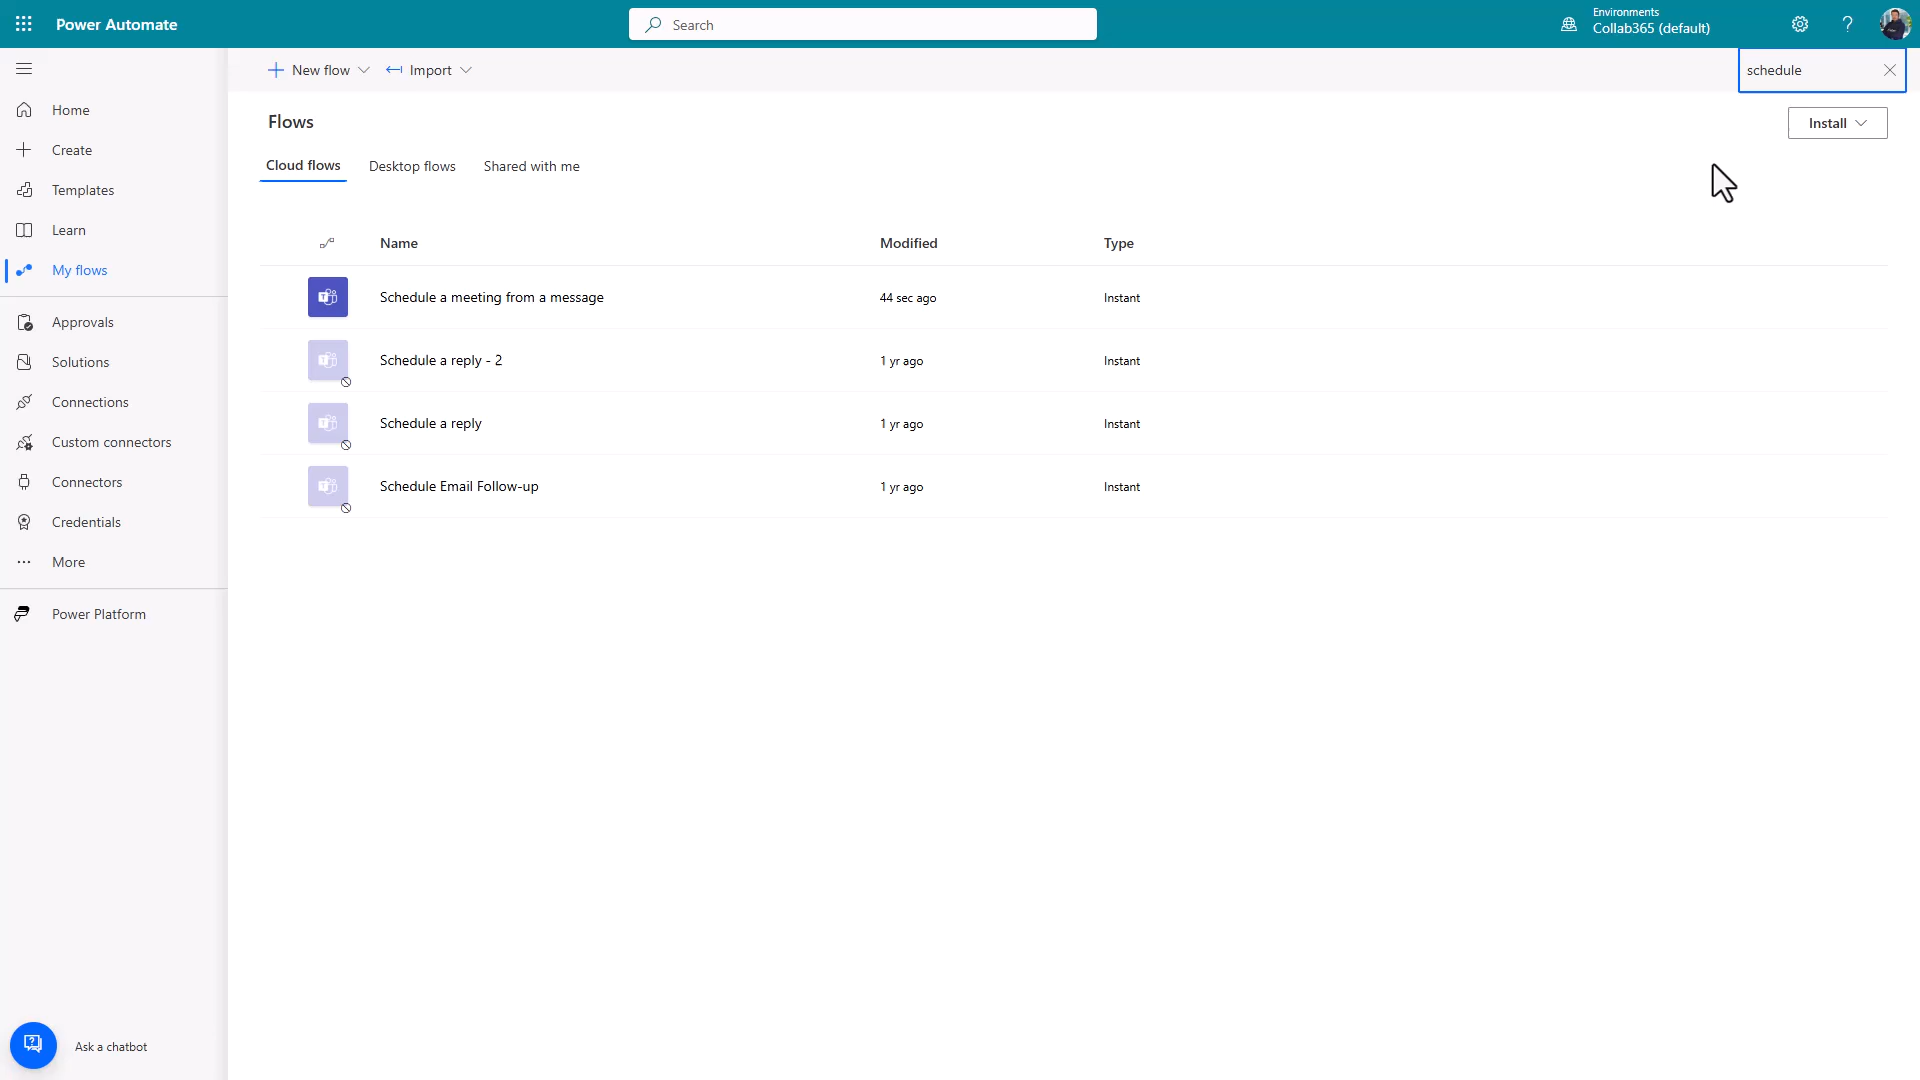 Power Automate
Search
Environments
Collab365 (default)
New flow
Import
schedule
Home
Create
Templates
Learn
My flows
Approvals
Solutions
Connections
Custom connectors
Connectors
Credentials
More
Power Platform
Ask a chatbot
Flows
Install
Cloud flows Desktop flows Shared with me
Name Modified Type
Schedule a meeting from a message 44 sec ago Instant
Schedule a reply - 2 1 yr ago Instant
Schedule a reply 1 yr ago Instant
Schedule Email Follow-up 1 yr ago Instant